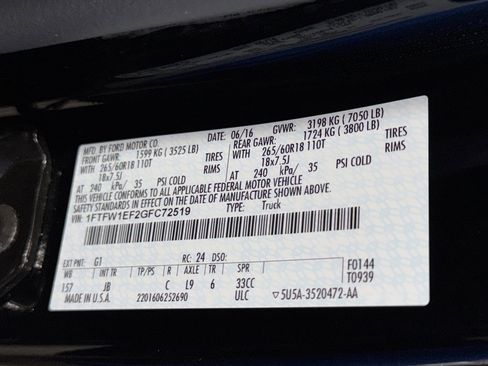 MFD. BY FORD MOTOR CO. DATE: 06/16 GVWR: 3198 KG ( 7050 LB)
FRONT GAWR: 1599 KG ( 3525 LB) REAR GAWR: 1724 KG ( 3800 LB)
WITH 265/60R18 110T TIRES WITH 265/60R18 110T TIRES
18x7.5J RIMS 18x7.5J RIMS
AT 240 kPa/ 35 PSI COLD AT 240 kPa/ 35 PSI COLD
THIS VEHICLE CONFORMS TO ALL APPLICABLE FEDERAL MOTOR VEHICLE
SAFETY STANDARDS IN EFFECT ON THE DATE OF MANUFACTURE SHOWN ABOVE.
VIN: 1FTFW1EF2GFC72519 TYPE: Truck
EXT PNT: G1 RC: 24 DSO: F0144
WB INT TR TP/PS R AXLE TR SPR T0939
157 JB C L9 6 33CC
MADE IN U.S.A. 2201606252690 ULC 5U5A-3520472-AA